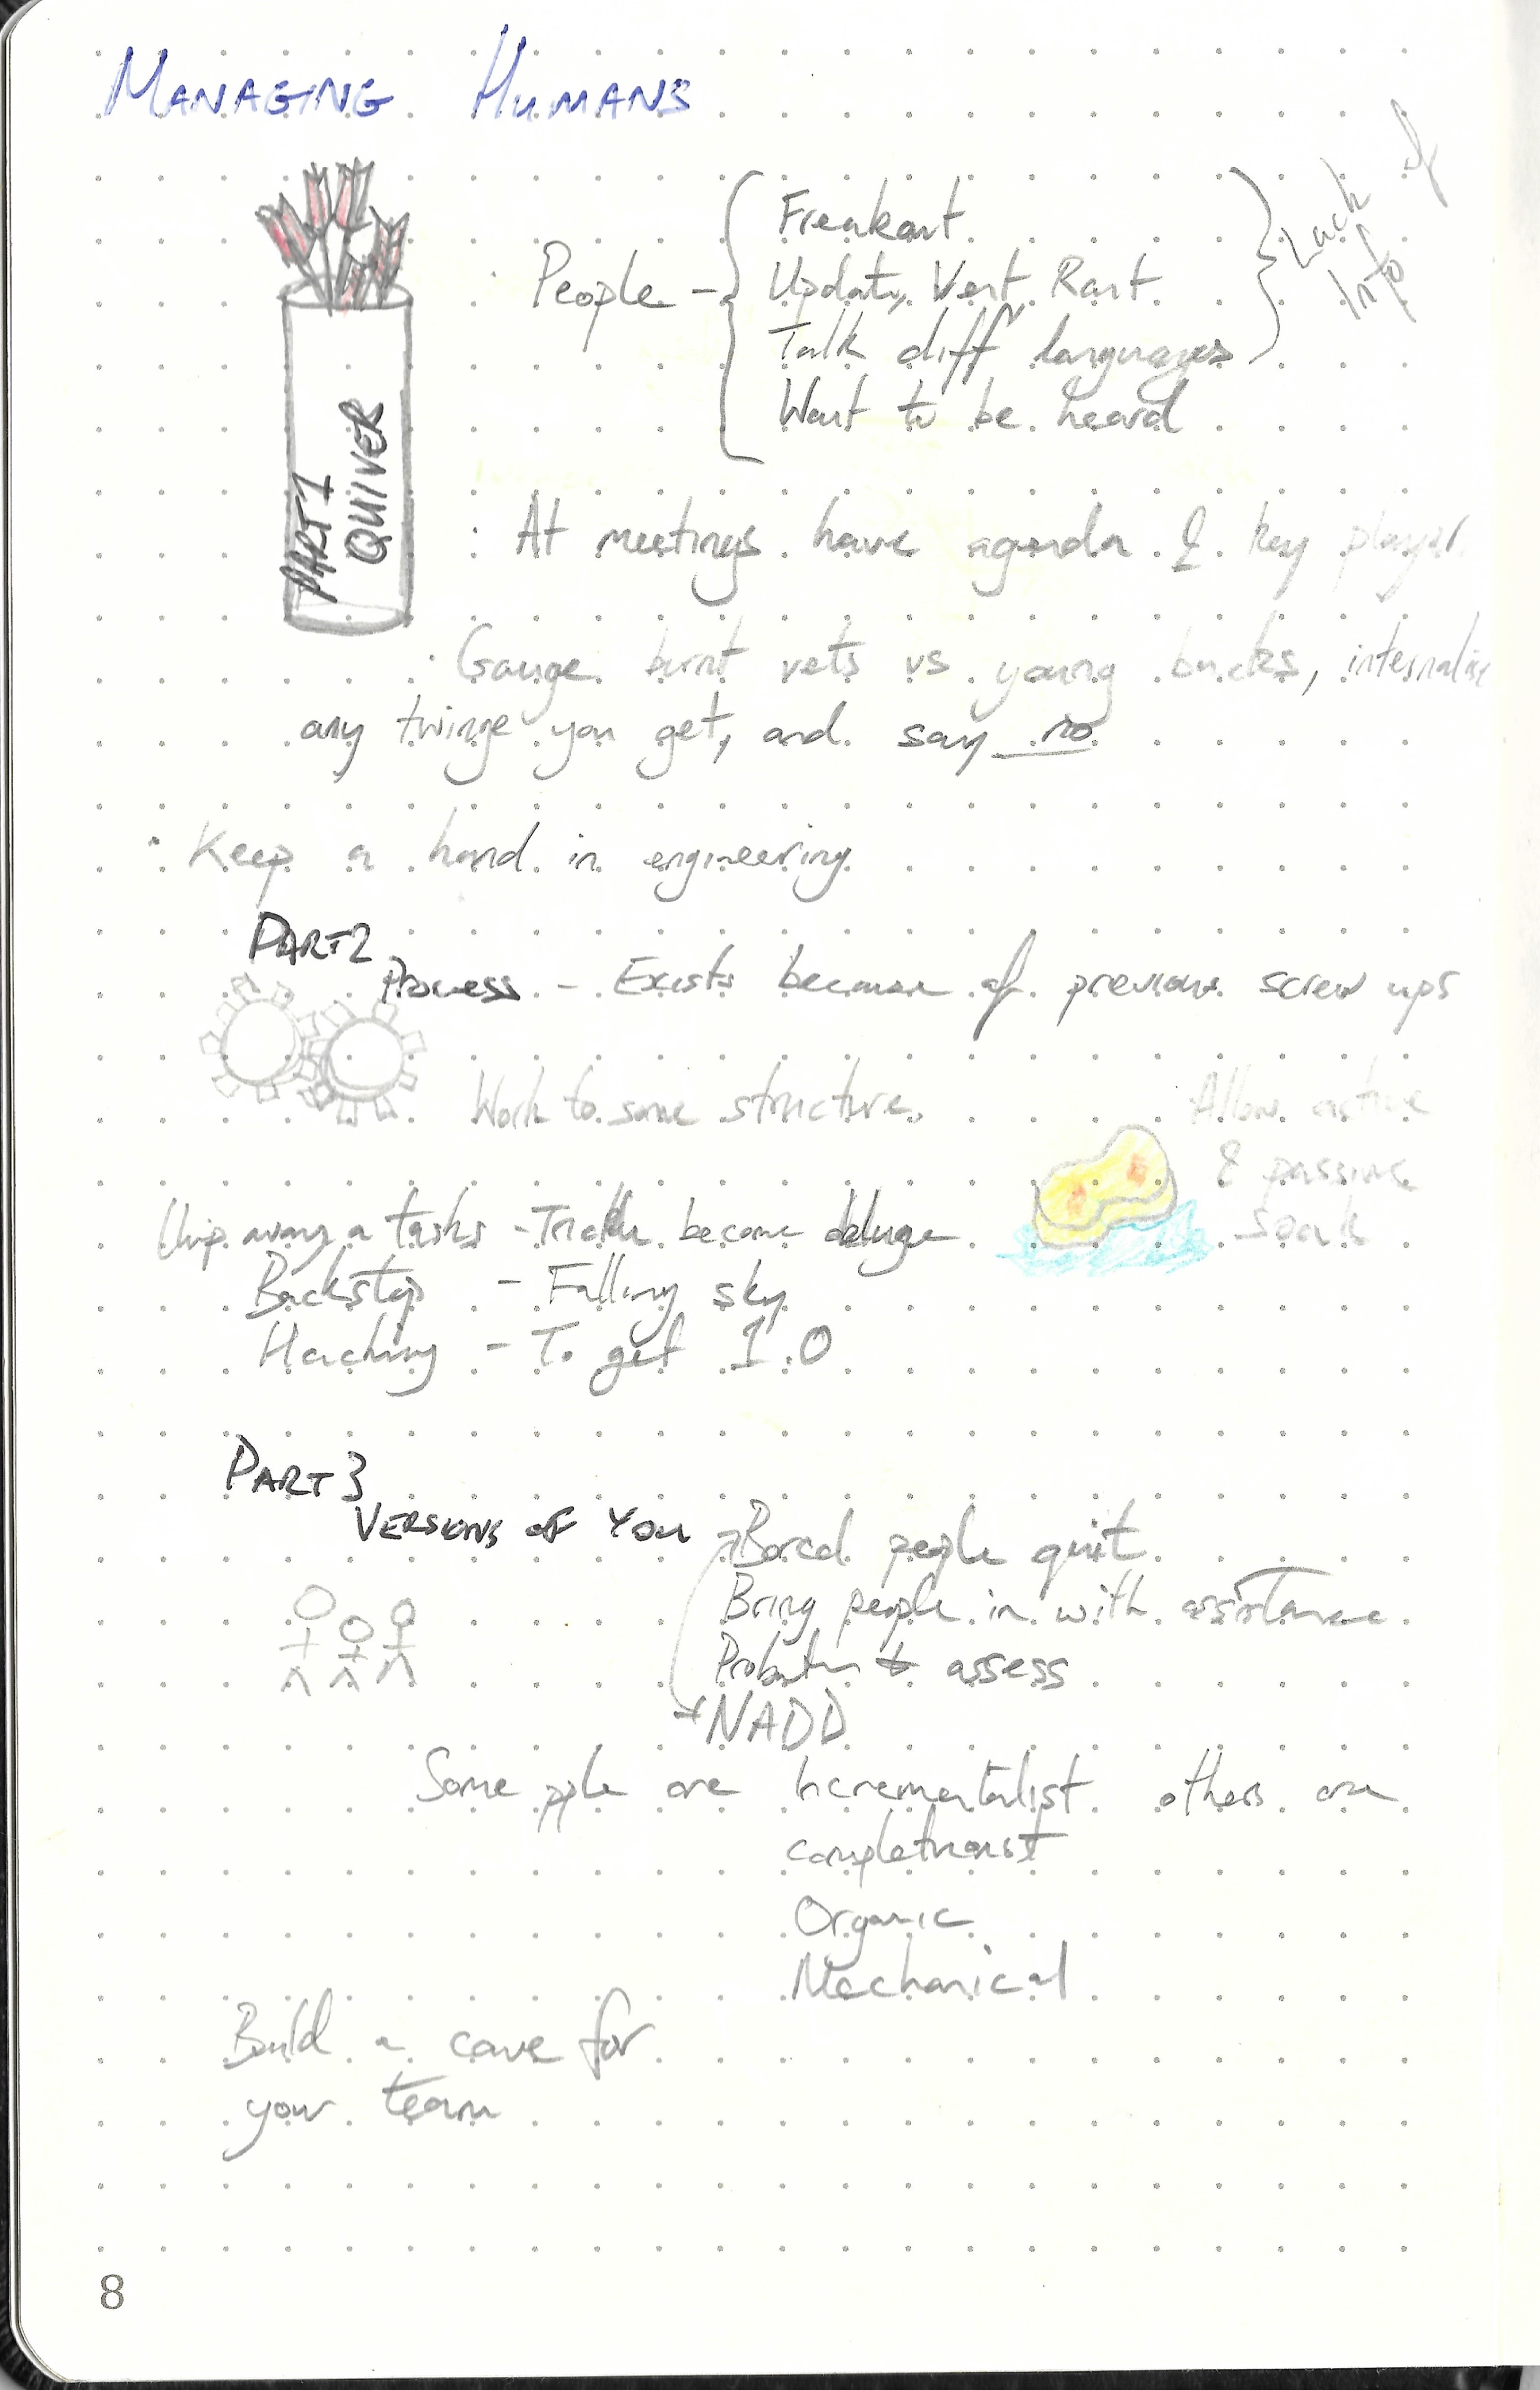 MANAGING HUMANS
PART 1
QUIVER
People -
Freakout
Update, Vent, Rant
Talk diff languages
Want to be heard
Lack of
Info
At meetings have agenda & key player
Gauge burnt vets vs young bucks, internalise
any twinge you get, and say no
Keep a hand in engineering
PART 2
Process - Exists because of previous screw ups
Work to some structure.
Allow active
& passive
soak
Chip away a tasks - Trickle become deluge
Backstop - Falling sky
Hacking - To get 1.0
PART 3
VERSIONS OF YOU
Bored people quit
Bring people in with assistance
Probation to assess
NADD
Some pple are Incrementalist others are
completionist
Organic
Mechanical
Build a cave for
your team
8